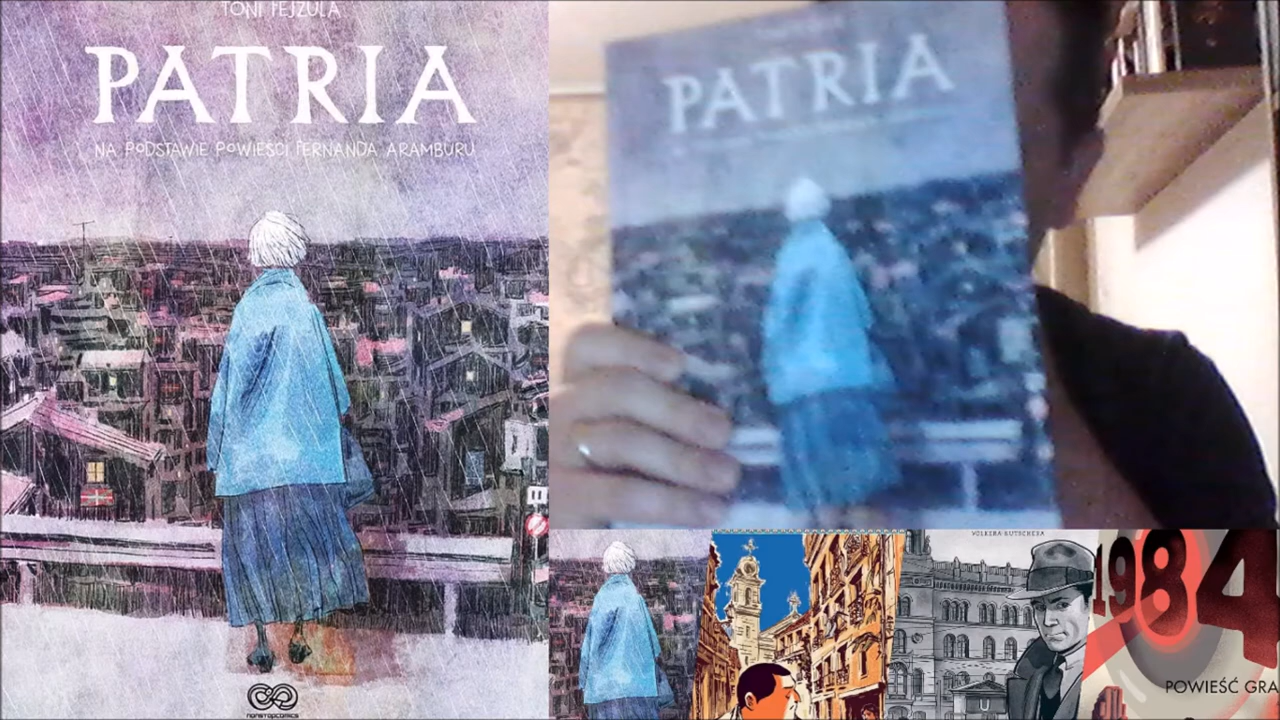 TONI FEJZULA
PATRIA
NA PODSTAWIE POWIEŚCI FERNANDA ARAMBURU
nonstopcomics
PATRIA
VOLKERA KUTSCHERA
1984
POWIEŚĆ GRA
U